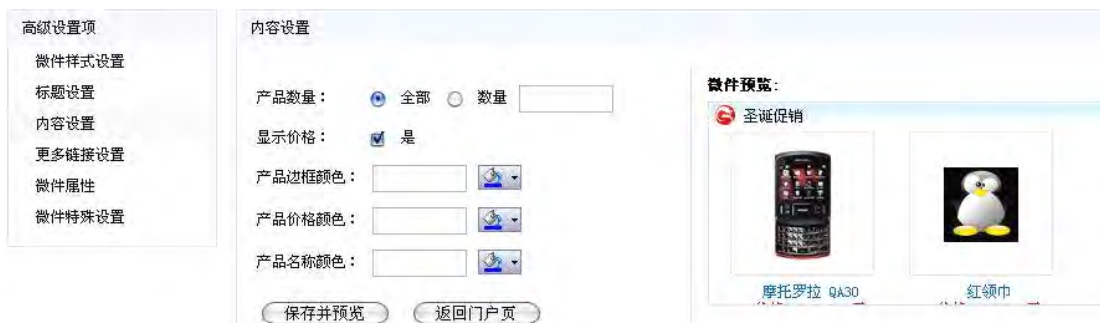 高级设置项
微件样式设置
标题设置
内容设置
更多链接设置
微件属性
微件特殊设置
内容设置
产品数量： 全部 数量
显示价格： 是
产品边框颜色：
产品价格颜色：
产品名称颜色：
保存并预览 返回门户页
微件预览：
圣诞促销
摩托罗拉 QA30 红领巾